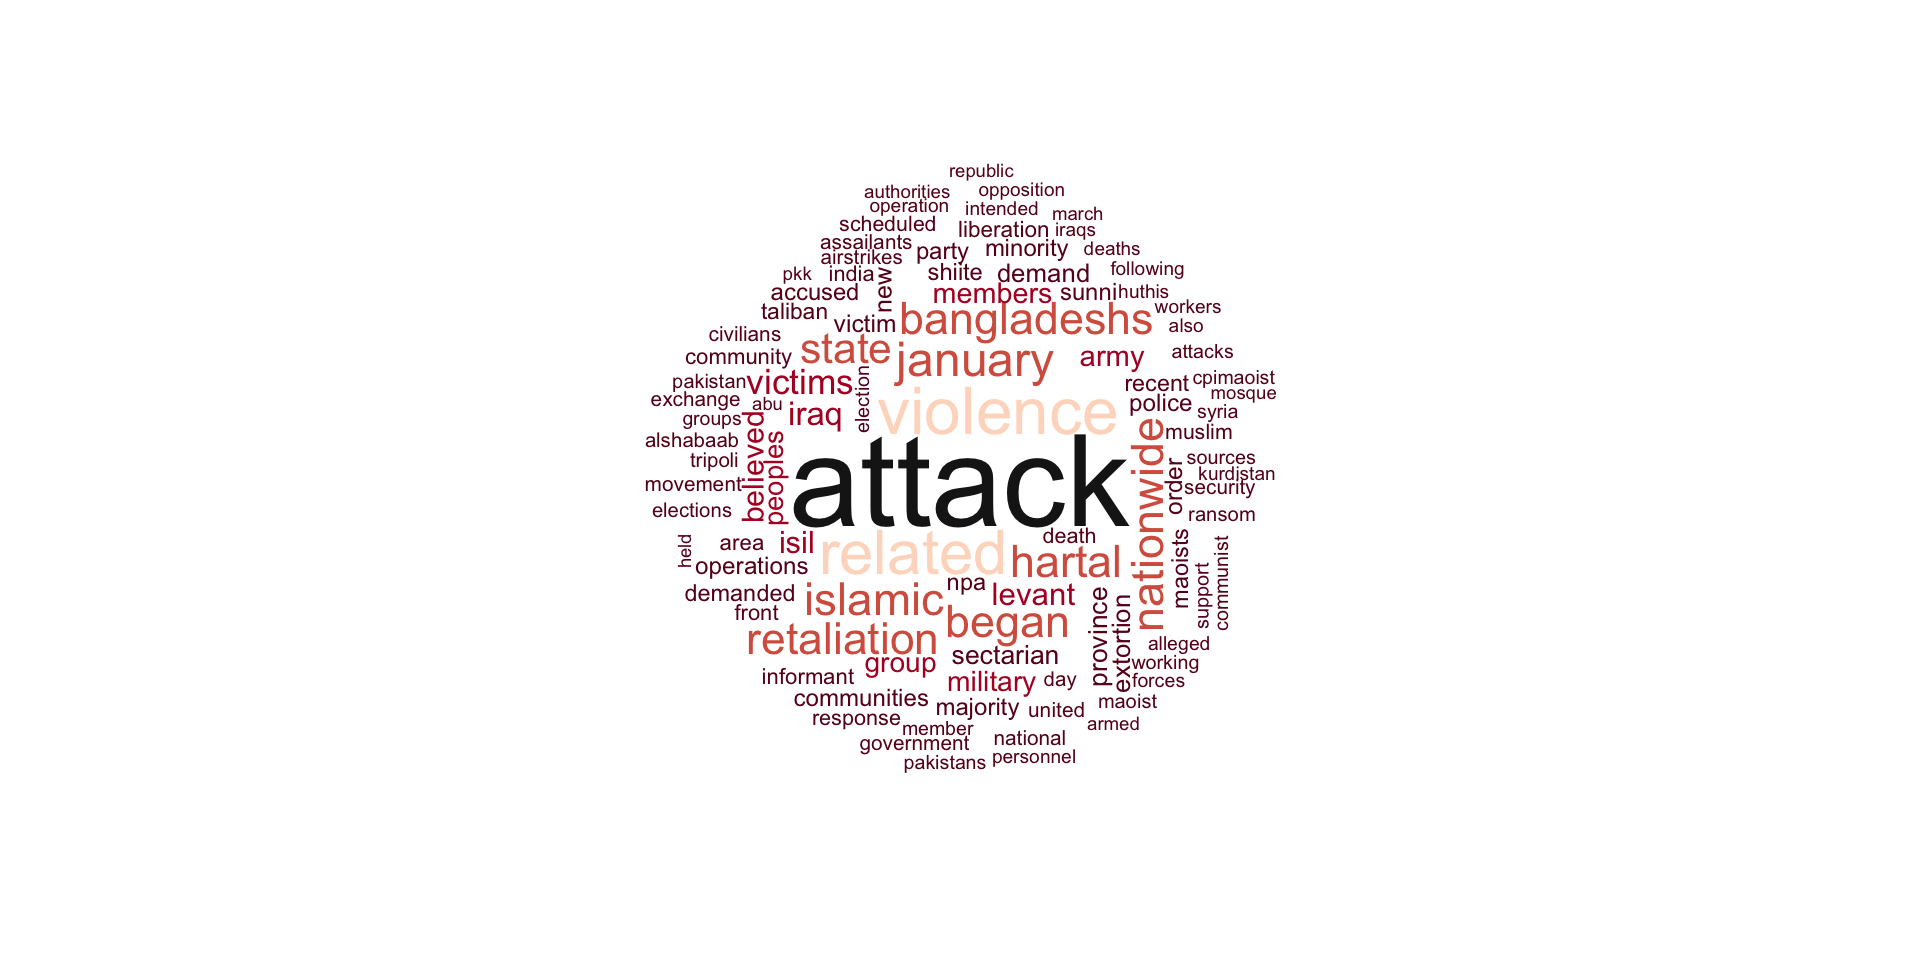 republic
authorities
opposition
operation
intended
march
scheduled
liberation
iraqs
assailants
party
minority
deaths
airstrikes
pkk
india
new
shiite
demand
following
accused
members
sunni
huthis
taliban
victim
bangladeshs
workers
also
civilians
community
state
january
army
attacks
pakistan
victims
recent
cpimaoist
exchange
abu
iraq
election
violence
police
mosque
groups
syria
alshabaab
believed
peoples
attack
nationwide
muslim
tripoli
sources
kurdistan
movement
order
security
elections
ransom
held
area
isil
related
death
hartal
maoists
support
communist
operations
npa
levant
demanded
islamic
front
began
province
extortion
retaliation
alleged
group
sectarian
working
informant
military
day
forces
communities
majority
united
maoist
response
member
armed
government
national
pakistans
personnel